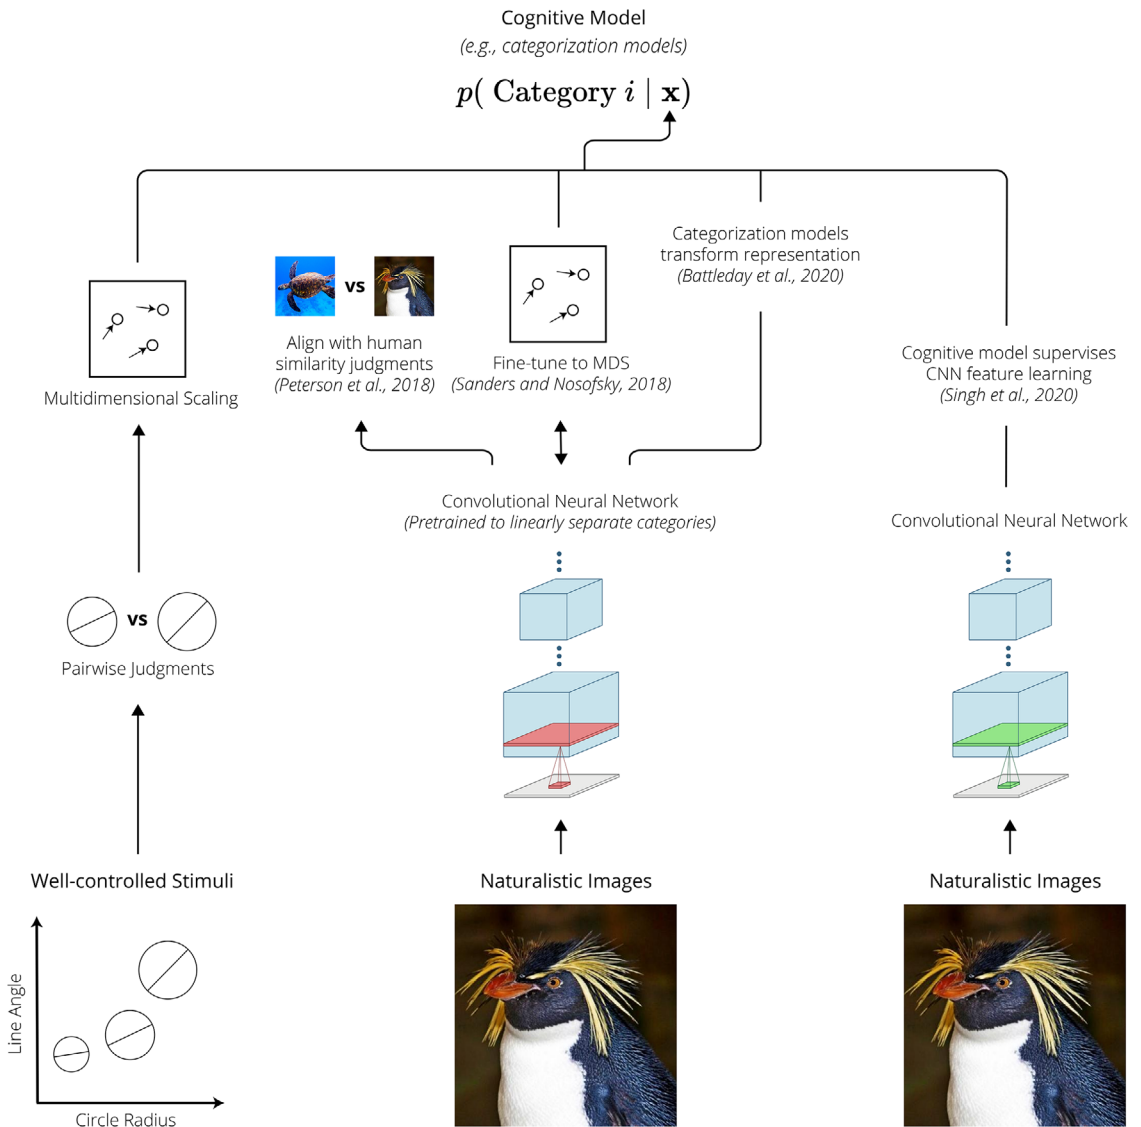 Cognitive Model
(e.g., categorization models)
p( Category i | x)
Categorization models
transform representation
(Battleday et al., 2020)
vs
Align with human
similarity judgments
(Peterson et al., 2018)
Fine-tune to MDS
(Sanders and Nosofsky, 2018)
Cognitive model supervises
CNN feature learning
(Singh et al., 2020)
Multidimensional Scaling
Convolutional Neural Network
(Pretrained to linearly separate categories)
Convolutional Neural Network
vs
Pairwise Judgments
Well-controlled Stimuli
Naturalistic Images
Naturalistic Images
Line Angle
Circle Radius